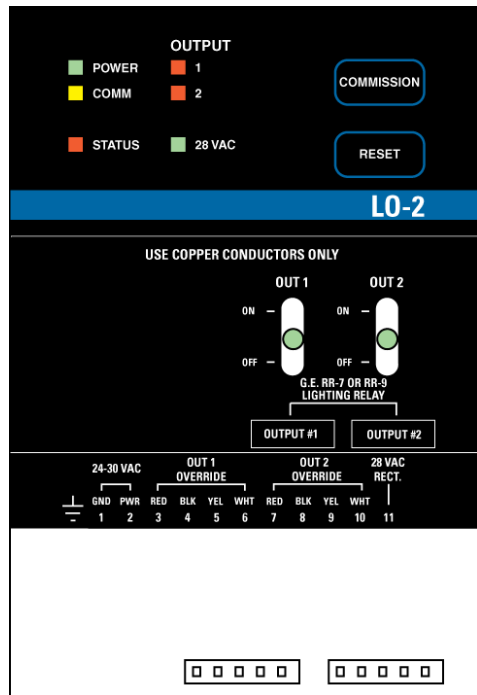 OUTPUT
POWER 1
COMM 2
COMMISSION
STATUS 28 VAC
RESET
LO-2
USE COPPER CONDUCTORS ONLY
OUT 1 OUT 2
ON ON
OFF OFF
G.E. RR-7 OR RR-9
LIGHTING RELAY
OUTPUT #1 OUTPUT #2
24-30 VAC OUT 1 OVERRIDE OUT 2 OVERRIDE 28 VAC RECT.
GND PWR RED BLK YEL WHT RED BLK YEL WHT
1 2 3 4 5 6 7 8 9 10 11